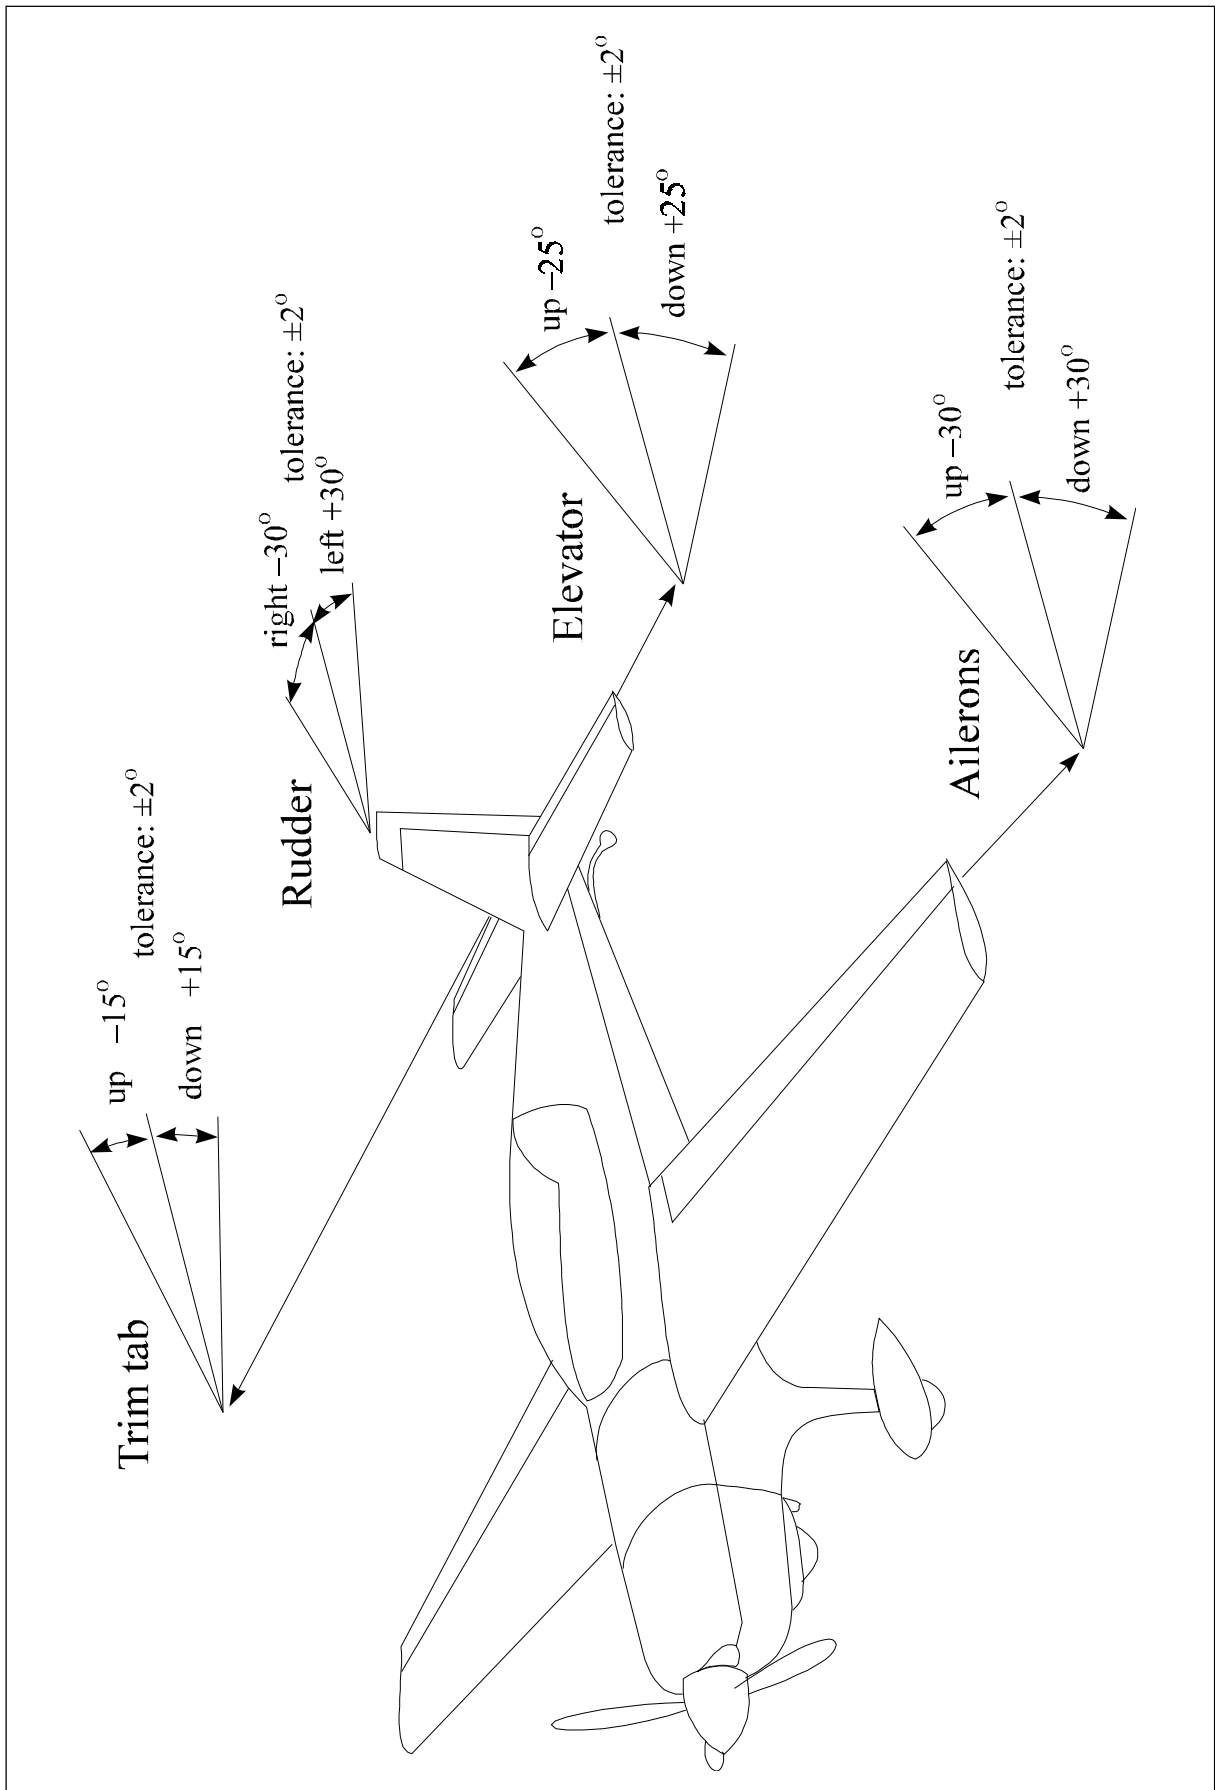 Trim tab
up −15°
tolerance: ±2°
down +15°
Rudder
right −30°
tolerance: ±2°
left +30°
Elevator
up −25°
tolerance: ±2°
down +25°
Ailerons
up −30°
tolerance: ±2°
down +30°